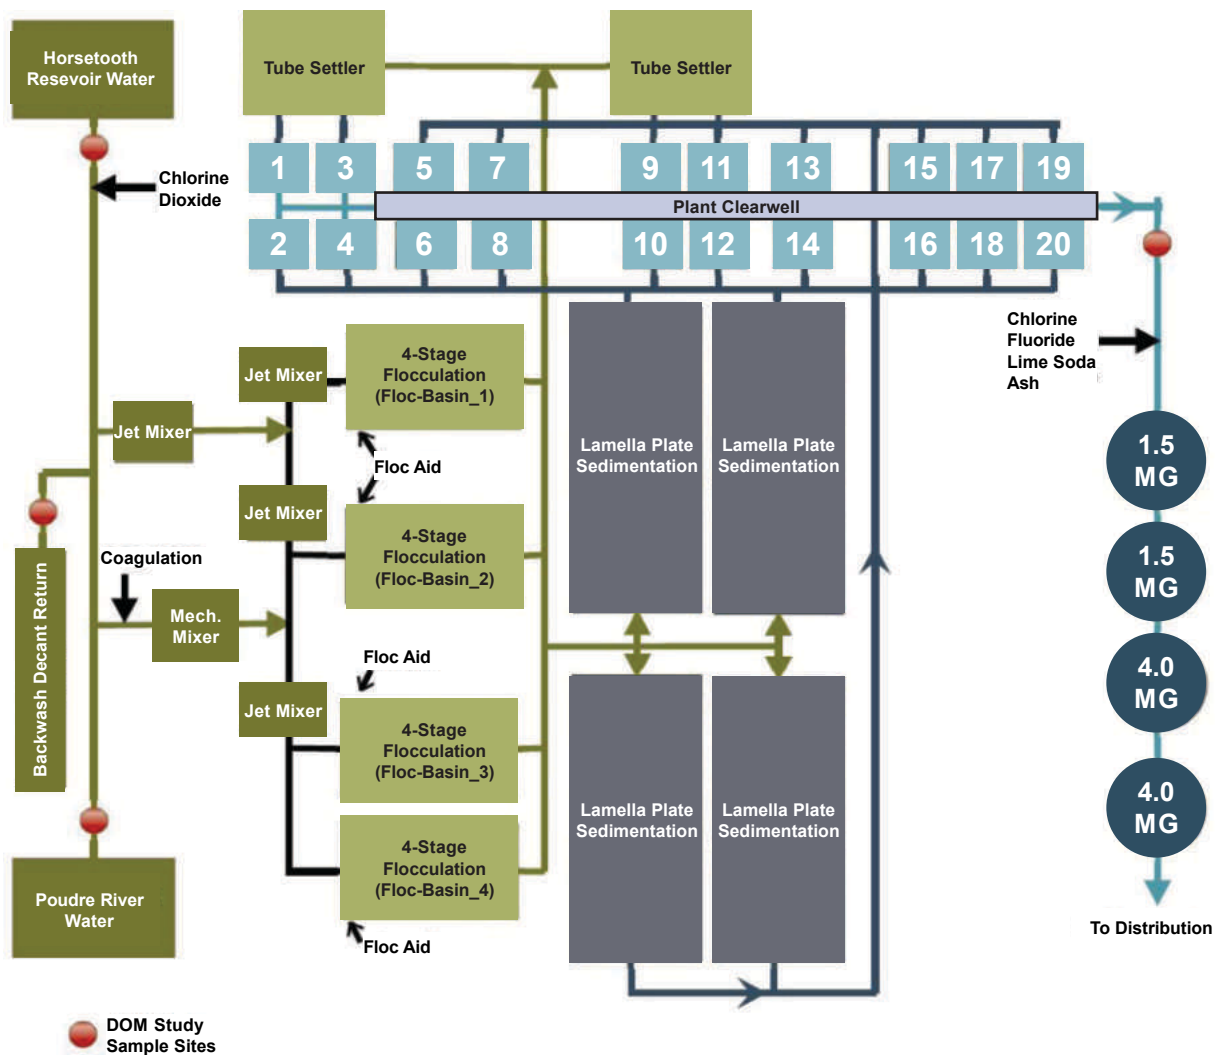 Horsetooth
Resevoir Water
Tube Settler
Tube Settler
1
3
5
7
9
11
13
15
17
19
Chlorine
Dioxide
Plant Clearwell
2
4
6
8
10
12
14
16
18
20
Chlorine
Fluoride
Lime Soda
Ash
Jet Mixer
4-Stage
Flocculation
(Floc-Basin_1)
Jet Mixer
Floc Aid
Lamella Plate
Sedimentation
Lamella Plate
Sedimentation
1.5
MG
Jet Mixer
4-Stage
Flocculation
(Floc-Basin_2)
Coagulation
1.5
MG
Backwash Decant Return
Mech.
Mixer
Floc Aid
4.0
MG
Jet Mixer
4-Stage
Flocculation
(Floc-Basin_3)
Lamella Plate
Sedimentation
Lamella Plate
Sedimentation
4.0
MG
4-Stage
Flocculation
(Floc-Basin_4)
Poudre River
Water
Floc Aid
To Distribution
DOM Study
Sample Sites